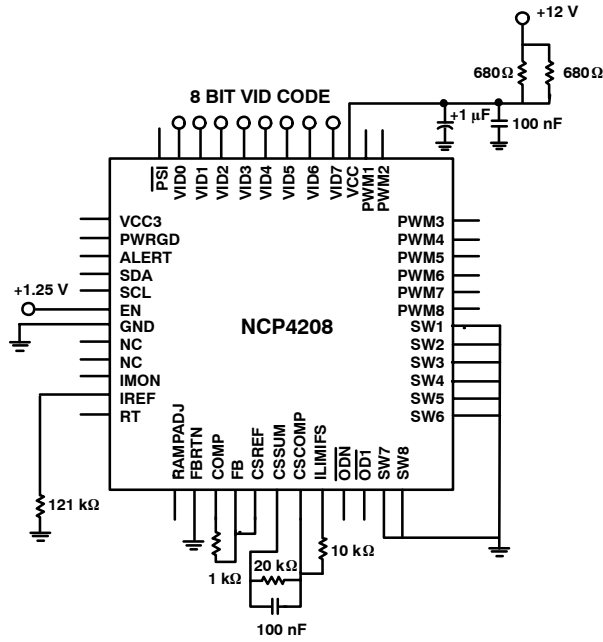 +12 V
680Ω
680Ω
8 BIT VID CODE
+1 µF
100 nF
PSI
VID0
VID1
VID2
VID3
VID4
VID5
VID6
VID7
VCC
PWM1
PWM2
VCC3
PWRGD
ALERT
SDA
SCL
+1.25 V
EN
GND
NC
NC
IMON
IREF
RT
NCP4208
PWM3
PWM4
PWM5
PWM6
PWM7
PWM8
SW1
SW2
SW3
SW4
SW5
SW6
RAMPADJ
FBRTN
COMP
FB
CSREF
CSSUM
CSCOMP
ILIMIFS
ODN
OD1
SW7
SW8
121 kΩ
1 kΩ
20 kΩ
10 kΩ
100 nF